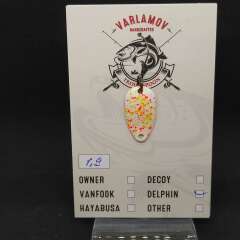 VARLAMOV
HANDCRAFTED
1,9
OWNER
DECOY
VANFOOK
DELPHIN
HAYABUSA
OTHER